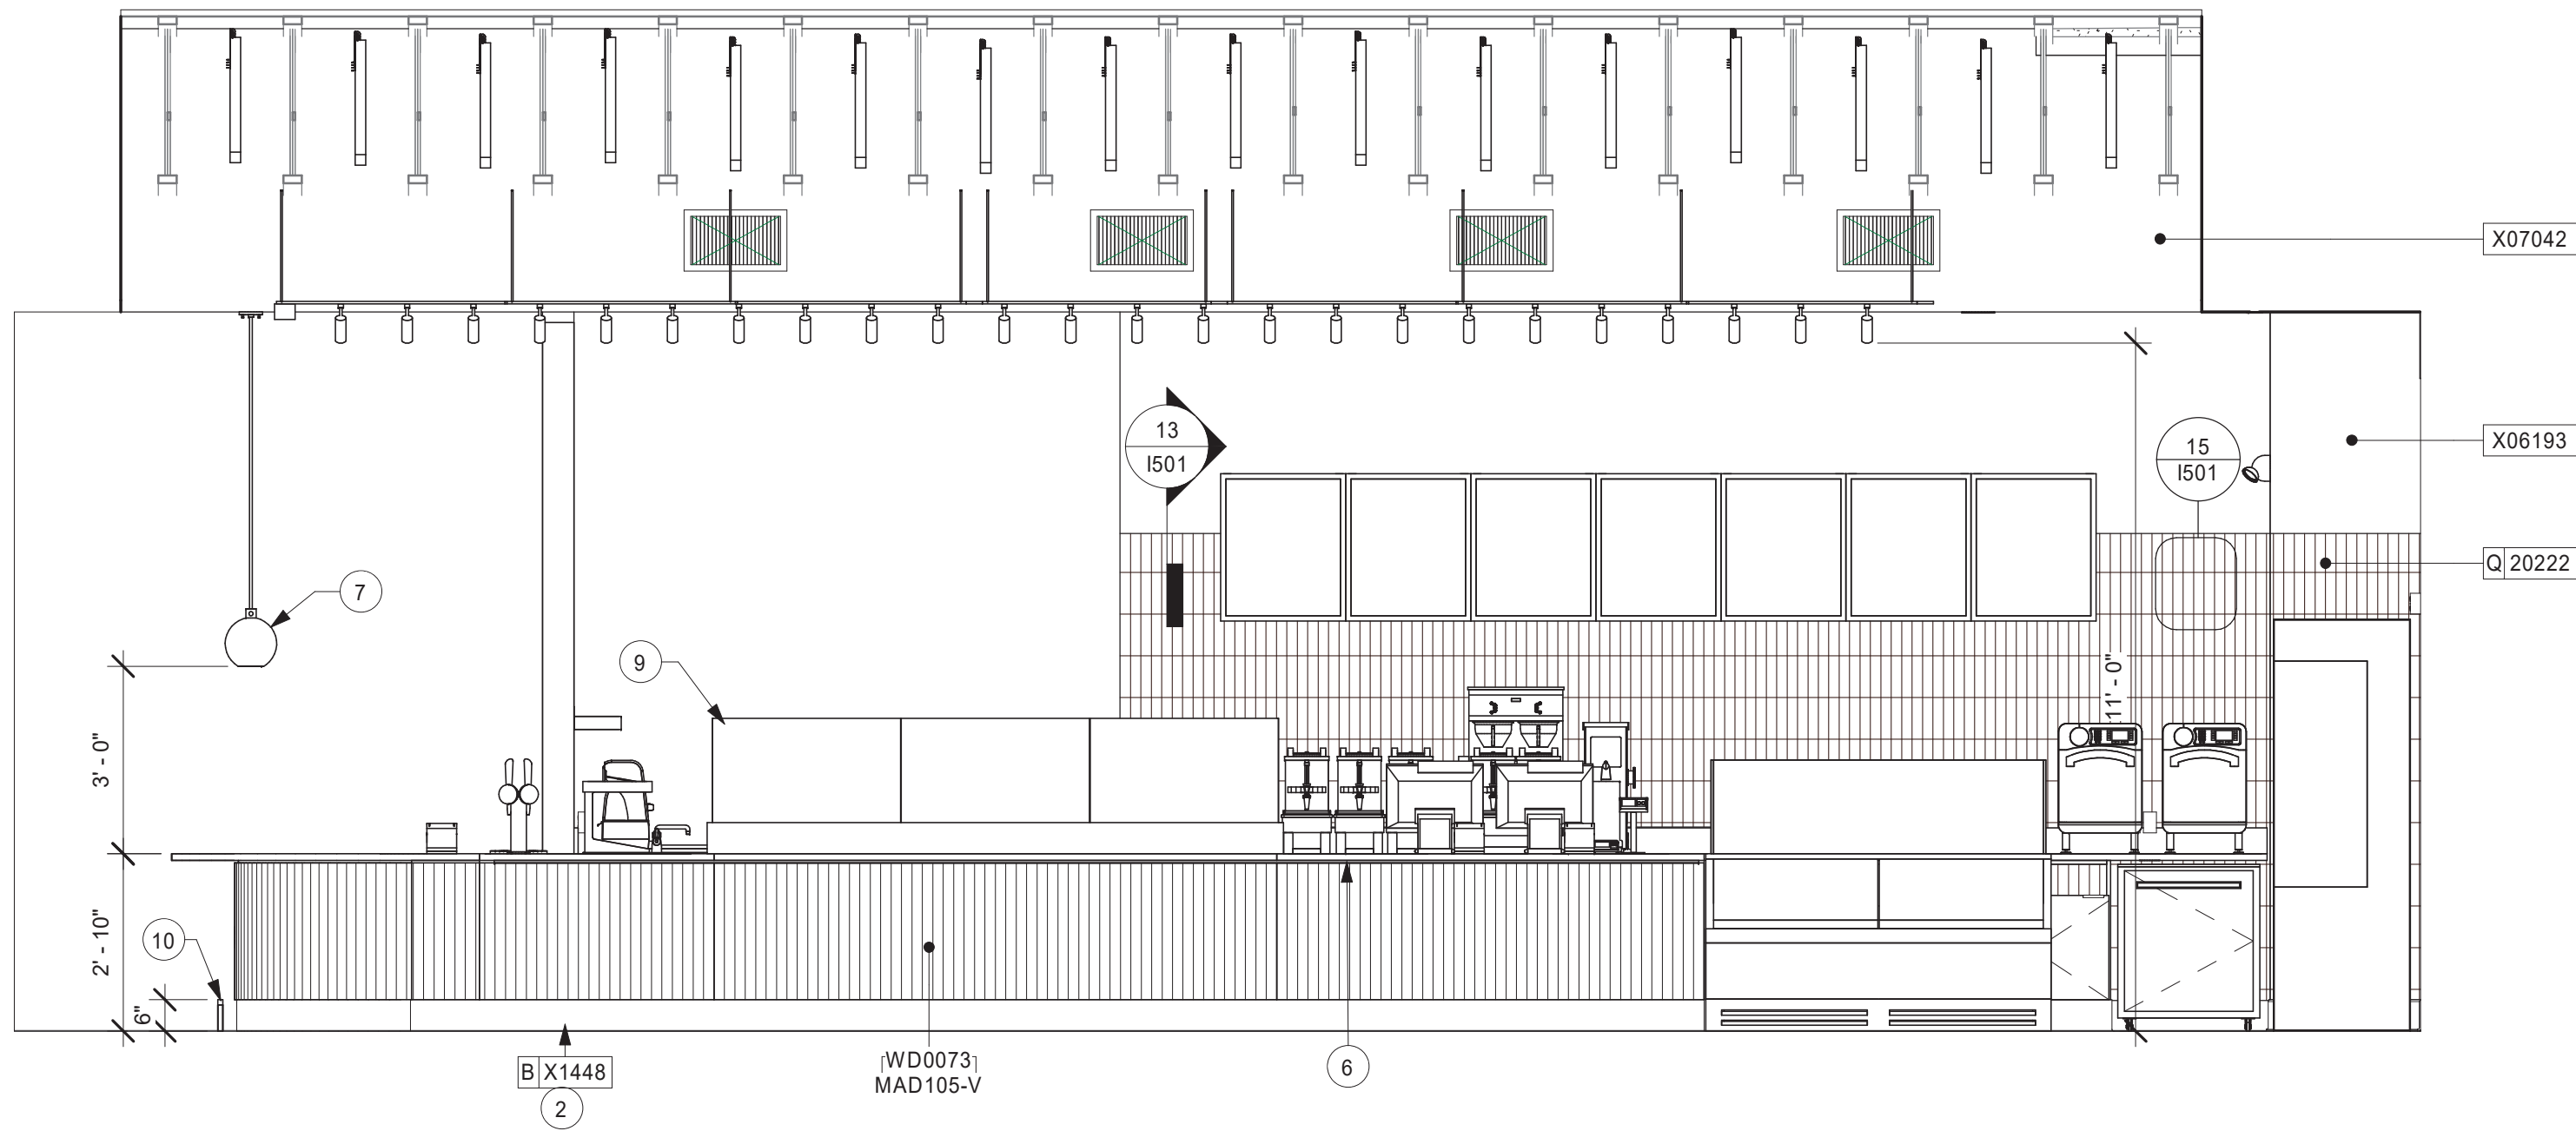 X07042
13
I501
X06193
15
I501
Q 20222
7
9
11' - 0"
3' - 0"
2' - 10"
10
6"
B X1448
2
WD0073
MAD105-V
6